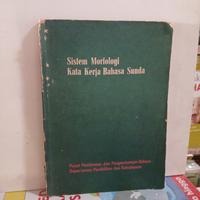 Sistem Morfologi
Kata Kerja Bahasa Sunda
Pusat Pembinaan dan Pengembangan Bahasa
Departemen Pendidikan dan Kebudayaan